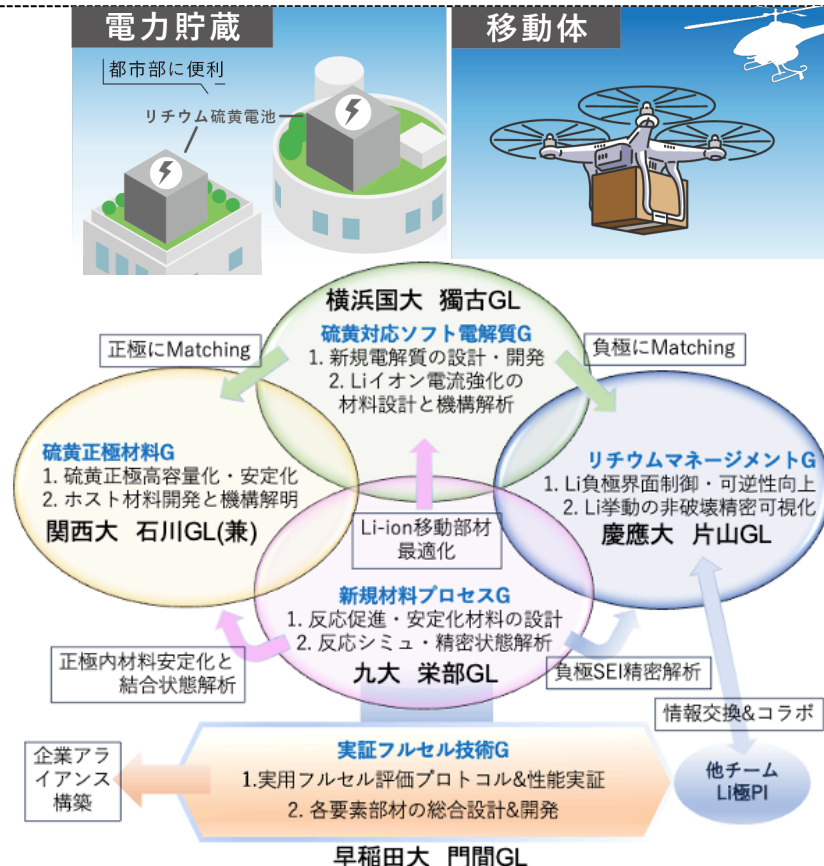 電力貯蔵
移動体
都市部に便利
リチウム硫黄電池
横浜国大 獨古GL
硫黄対応ソフト電解質G
1. 新規電解質の設計・開発
2. Liイオン電流強化の
材料設計と機構解析
正極にMatching
負極にMatching
硫黄正極材料G
1. 硫黄正極高容量化・安定化
2. ホスト材料開発と機構解明
関西大 石川GL(兼)
リチウムマネージメントG
1. Li負極界面制御・可逆性向上
2. Li挙動の非破壊精密可視化
慶應大 片山GL
Li-ion移動部材
最適化
新規材料プロセスG
1. 反応促進・安定化材料の設計
2. 反応シミュ・精密状態解析
九大 栄部GL
正極内材料安定化と
結合状態解析
負極SEI精密解析
情報交換&コラボ
企業アラ
イアンス
構築
実証フルセル技術G
1.実用フルセル評価プロトコル&性能実証
2. 各要素部材の総合設計&開発
早稲田大 門間GL
他チーム
Li極PI